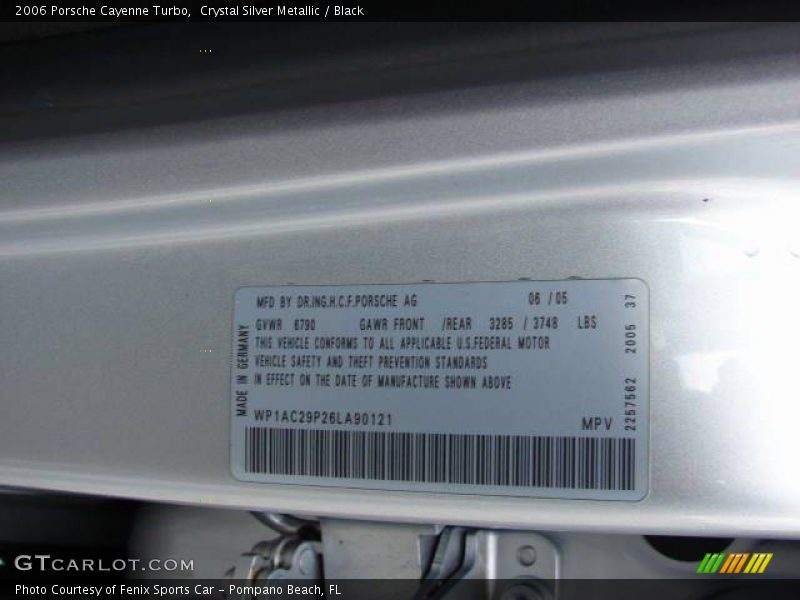 2006 Porsche Cayenne Turbo,  Crystal Silver Metallic / Black
MFD BY DR.ING.H.C.F.PORSCHE AG 06 /05
GVWR 6790 GAWR FRONT /REAR 3285 / 3748 LBS
THIS VEHICLE CONFORMS TO ALL APPLICABLE U.S.FEDERAL MOTOR
VEHICLE SAFETY AND THEFT PREVENTION STANDARDS
IN EFFECT ON THE DATE OF MANUFACTURE SHOWN ABOVE
WP1AC29P26LA90121 MPV
MADE IN GERMANY
2257562 2005 37
GTCARLOT.COM
Photo Courtesy of Fenix Sports Car - Pompano Beach, FL